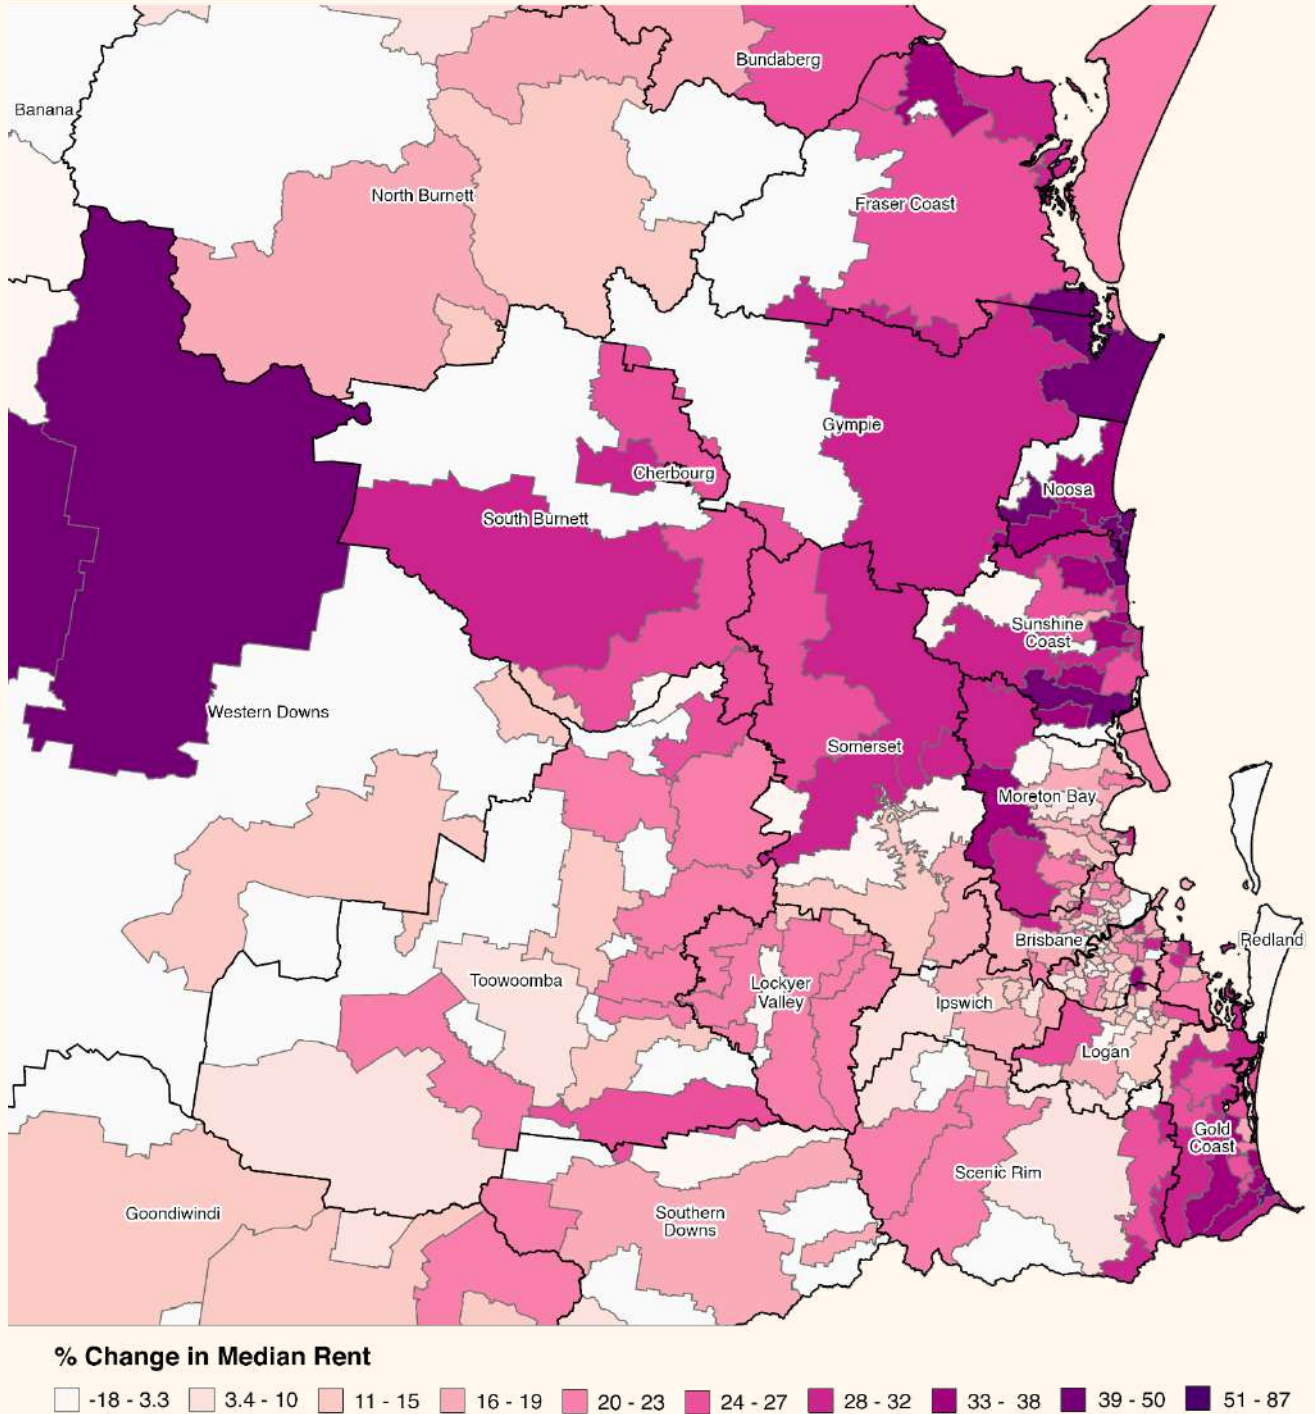 Bundaberg
Banana
North Burnett
Fraser Coast
Gympie
Cherbourg
Noosa
South Burnett
Sunshine
Coast
Western Downs
Somerset
Moreton Bay
Brisbane
Redland
Toowoomba
Lockyer
Valley
Ipswich
Logan
Gold
Coast
Scenic Rim
Goondiwindi
Southern
Downs
% Change in Median Rent
-18 - 3.3 3.4 - 10 11 - 15 16 - 19 20 - 23 24 - 27 28 - 32 33 - 38 39 - 50 51 - 87